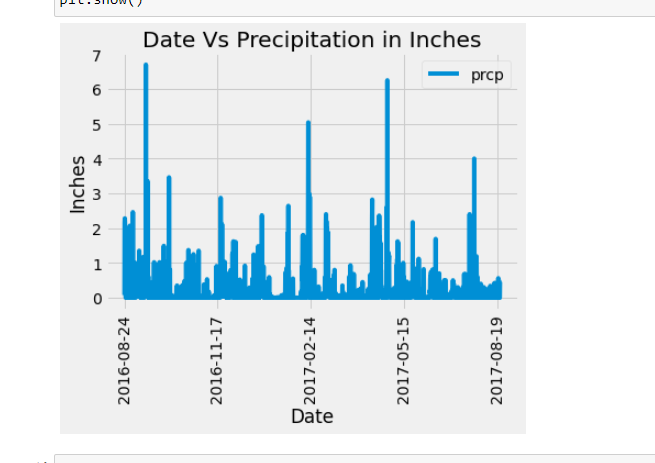 plt.show()
Date Vs Precipitation in Inches
prcp
7
6
5
4
3
2
1
0
Inches
2016-08-24
2016-11-17
2017-02-14
2017-05-15
2017-08-19
Date